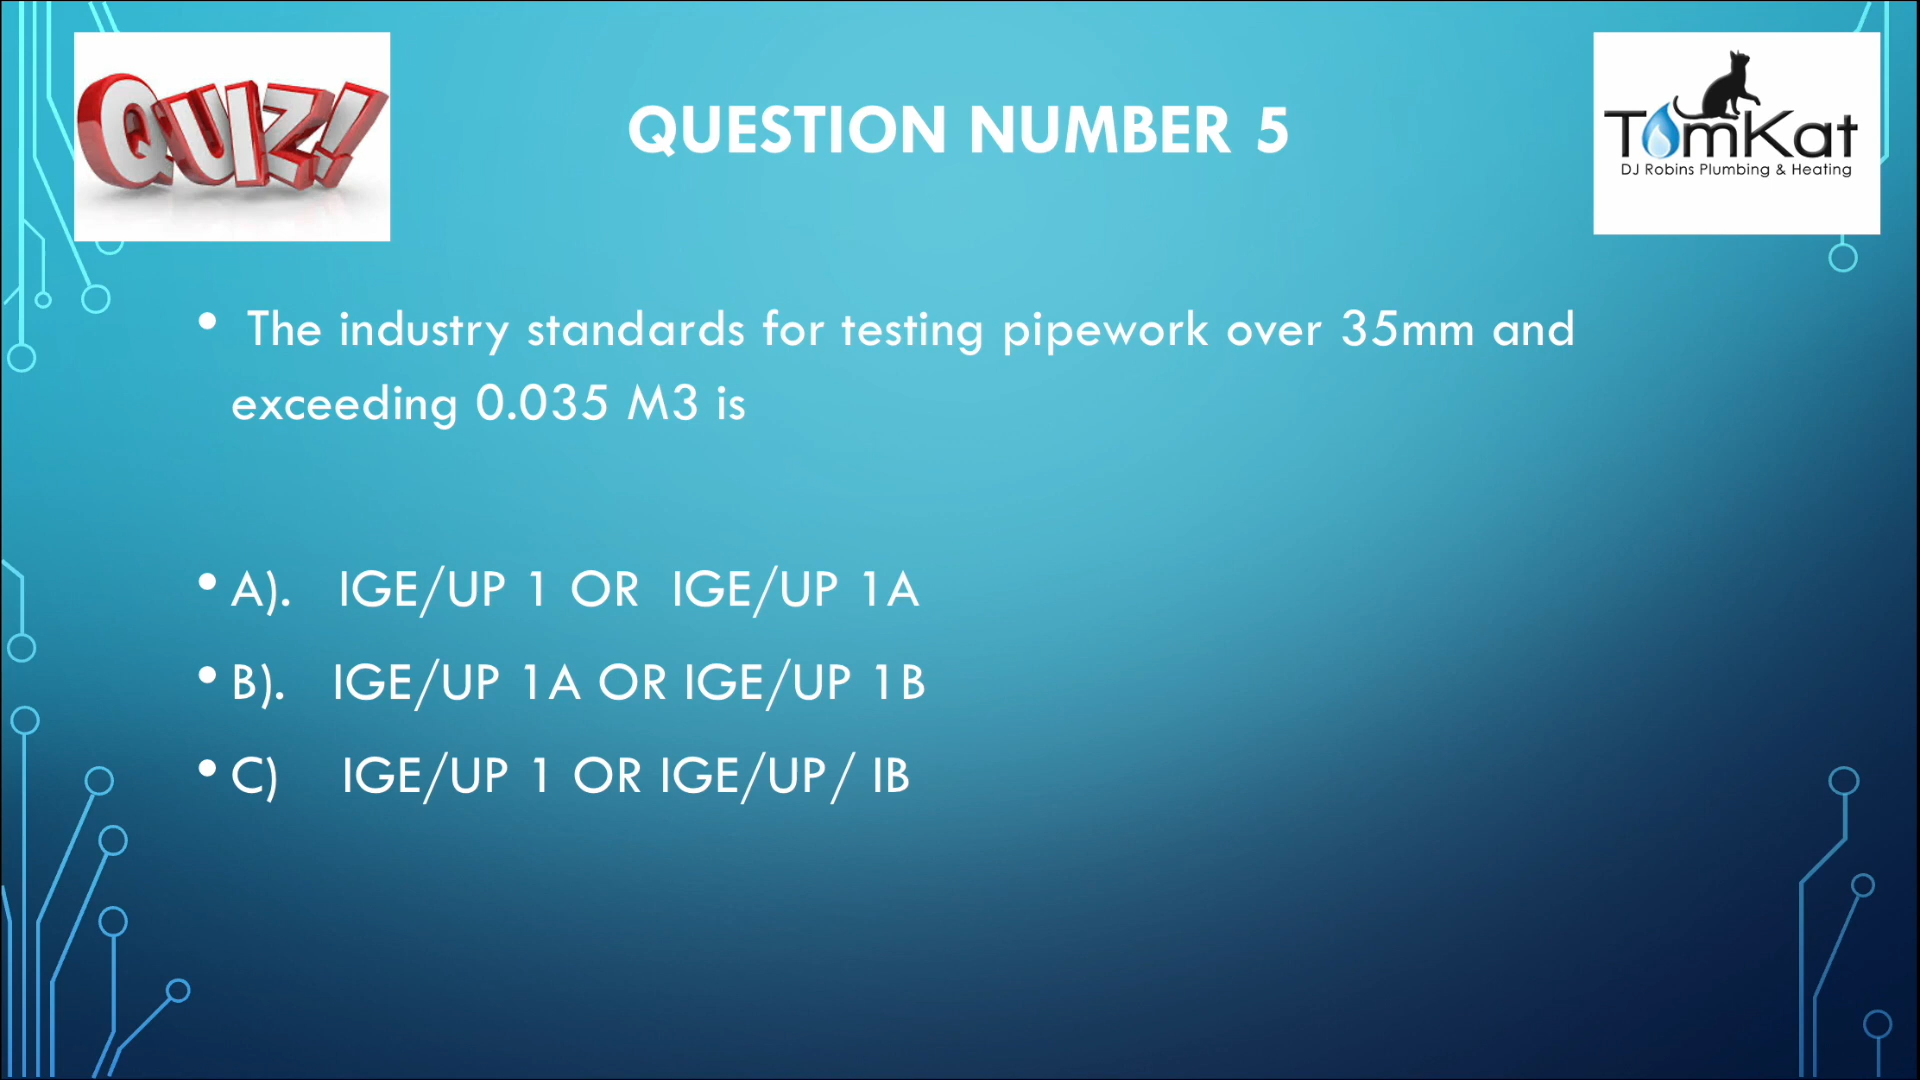 QUIZ!
QUESTION NUMBER 5
TomKat
DJ Robins Plumbing & Heating
• The industry standards for testing pipework over 35mm and
exceeding 0.035 M3 is
• A). IGE/UP 1 OR IGE/UP 1A
• B). IGE/UP 1A OR IGE/UP 1B
• C) IGE/UP 1 OR IGE/UP/ IB